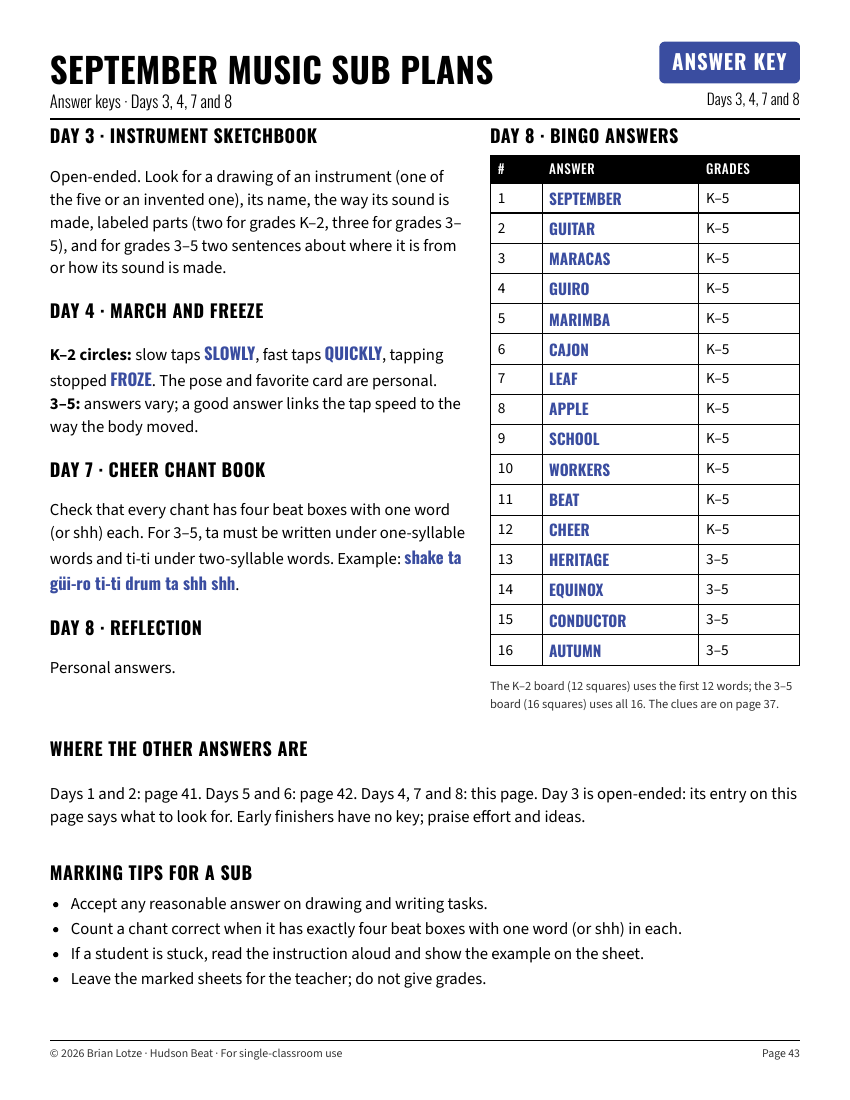 SEPTEMBER MUSIC SUB PLANS
Answer keys · Days 3, 4, 7 and 8
ANSWER KEY
Days 3, 4, 7 and 8
DAY 3 · INSTRUMENT SKETCHBOOK
Open-ended. Look for a drawing of an instrument (one of
the five or an invented one), its name, the way its sound is
made, labeled parts (two for grades K–2, three for grades 3–
5), and for grades 3–5 two sentences about where it is from
or how its sound is made.
DAY 4 · MARCH AND FREEZE
K–2 circles: slow taps SLOWLY, fast taps QUICKLY, tapping
stopped FROZE. The pose and favorite card are personal.
3–5: answers vary; a good answer links the tap speed to the
way the body moved.
DAY 7 · CHEER CHANT BOOK
Check that every chant has four beat boxes with one word
(or shh) each. For 3–5, ta must be written under one-syllable
words and ti-ti under two-syllable words. Example: shake ta
güi-ro ti-ti drum ta shh shh.
DAY 8 · REFLECTION
Personal answers.
DAY 8 · BINGO ANSWERS
# ANSWER GRADES
1 SEPTEMBER K–5
2 GUITAR K–5
3 MARACAS K–5
4 GUIRO K–5
5 MARIMBA K–5
6 CAJON K–5
7 LEAF K–5
8 APPLE K–5
9 SCHOOL K–5
10 WORKERS K–5
11 BEAT K–5
12 CHEER K–5
13 HERITAGE 3–5
14 EQUINOX 3–5
15 CONDUCTOR 3–5
16 AUTUMN 3–5
The K–2 board (12 squares) uses the first 12 words; the 3–5
board (16 squares) uses all 16. The clues are on page 37.
WHERE THE OTHER ANSWERS ARE
Days 1 and 2: page 41. Days 5 and 6: page 42. Days 4, 7 and 8: this page. Day 3 is open-ended: its entry on this
page says what to look for. Early finishers have no key; praise effort and ideas.
MARKING TIPS FOR A SUB
• Accept any reasonable answer on drawing and writing tasks.
• Count a chant correct when it has exactly four beat boxes with one word (or shh) in each.
• If a student is stuck, read the instruction aloud and show the example on the sheet.
• Leave the marked sheets for the teacher; do not give grades.
© 2026 Brian Lotze · Hudson Beat · For single-classroom use
Page 43